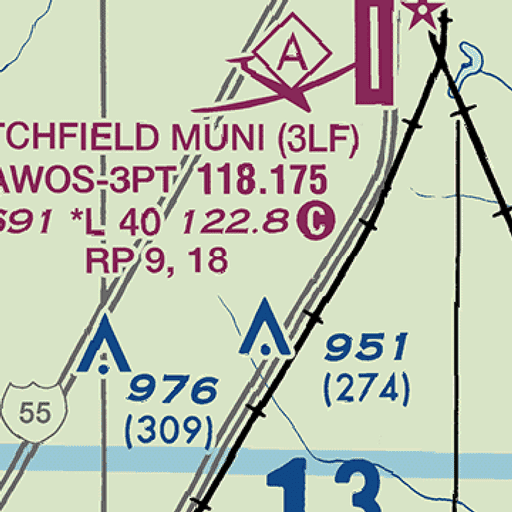 A
TCHFIELD MUNI (3LF)
AWOS-3PT 118.175
691 *L 40 122.8 C
RP 9, 18
951
(274)
976
(309)
55
13